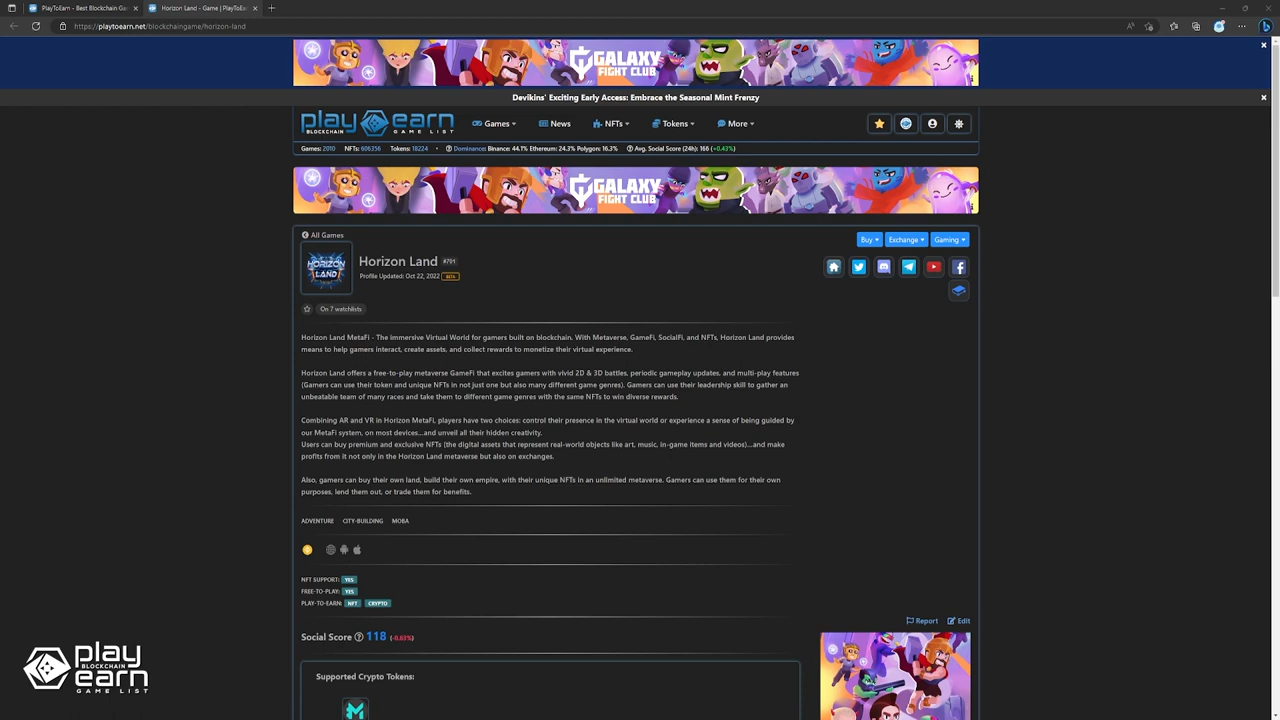 PlayToEarn - Best Blockchain Ga
Horizon Land - Game | PlayToEa
https://playtoearn.net/blockchaingame/horizon-land
GALAXY
FIGHT CLUB
Devikins' Exciting Early Access: Embrace the Seasonal Mint Frenzy
play earn
BLOCKCHAIN GAME LIST
Games
News
NFTs
Tokens
More
Games: 2010 NFTs: 606356 Tokens: 18224 • Dominance: Binance: 44.1% Ethereum: 24.3% Polygon: 16.3% Avg. Social Score (24h): 166 (+0.43%)
GALAXY
FIGHT CLUB
All Games
Buy
Exchange
Gaming
HORIZON
LAND
Horizon Land #791
Profile Updated: Oct 22, 2022 BETA
On 7 watchlists
Horizon Land MetaFi - The immersive Virtual World for gamers built on blockchain. With Metaverse, GameFi, SocialFi, and NFTs, Horizon Land provides
means to help gamers interact, create assets, and collect rewards to monetize their virtual experience.
Horizon Land offers a free-to-play metaverse GameFi that excites gamers with vivid 2D & 3D battles, periodic gameplay updates, and multi-play features
(Gamers can use their token and unique NFTs in not just one but also many different game genres). Gamers can use their leadership skill to gather an
unbeatable team of many races and take them to different game genres with the same NFTs to win diverse rewards.
Combining AR and VR in Horizon MetaFi, players have two choices: control their presence in the virtual world or experience a sense of being guided by
our MetaFi system, on most devices...and unveil all their hidden creativity.
Users can buy premium and exclusive NFTs (the digital assets that represent real-world objects like art, music, in-game items and videos)...and make
profits from it not only in the Horizon Land metaverse but also on exchanges.
Also, gamers can buy their own land, build their own empire, with their unique NFTs in an unlimited metaverse. Gamers can use them for their own
purposes, lend them out, or trade them for benefits.
ADVENTURE CITY-BUILDING MOBA
NFT SUPPORT: YES
FREE-TO-PLAY: YES
PLAY-TO-EARN: NFT CRYPTO
Report Edit
Social Score 118 (-0.63%)
Supported Crypto Tokens:
play earn
BLOCKCHAIN
GAME LIST